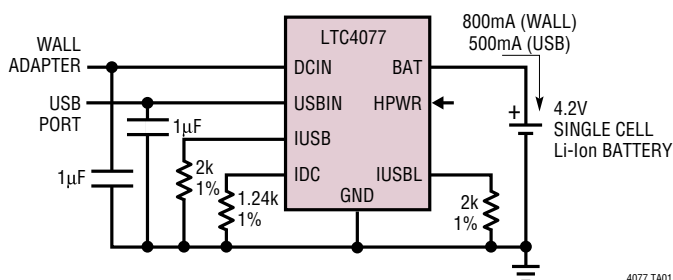 800mA (WALL)
500mA (USB)
LTC4077
WALL
ADAPTER
DCIN
BAT
USB
PORT
USBIN
HPWR
+
4.2V
SINGLE CELL
Li-Ion BATTERY
1µF
IUSB
1µF
2k
1%
IDC
1.24k
1%
IUSBL
GND
2k
1%
4077 TA01